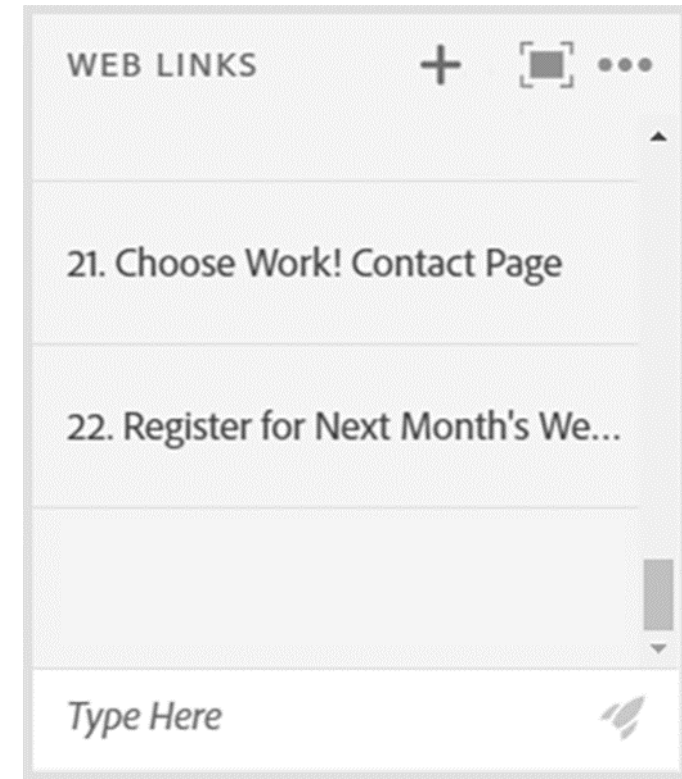 WEB LINKS
21. Choose Work! Contact Page
22. Register for Next Month's We...
Type Here